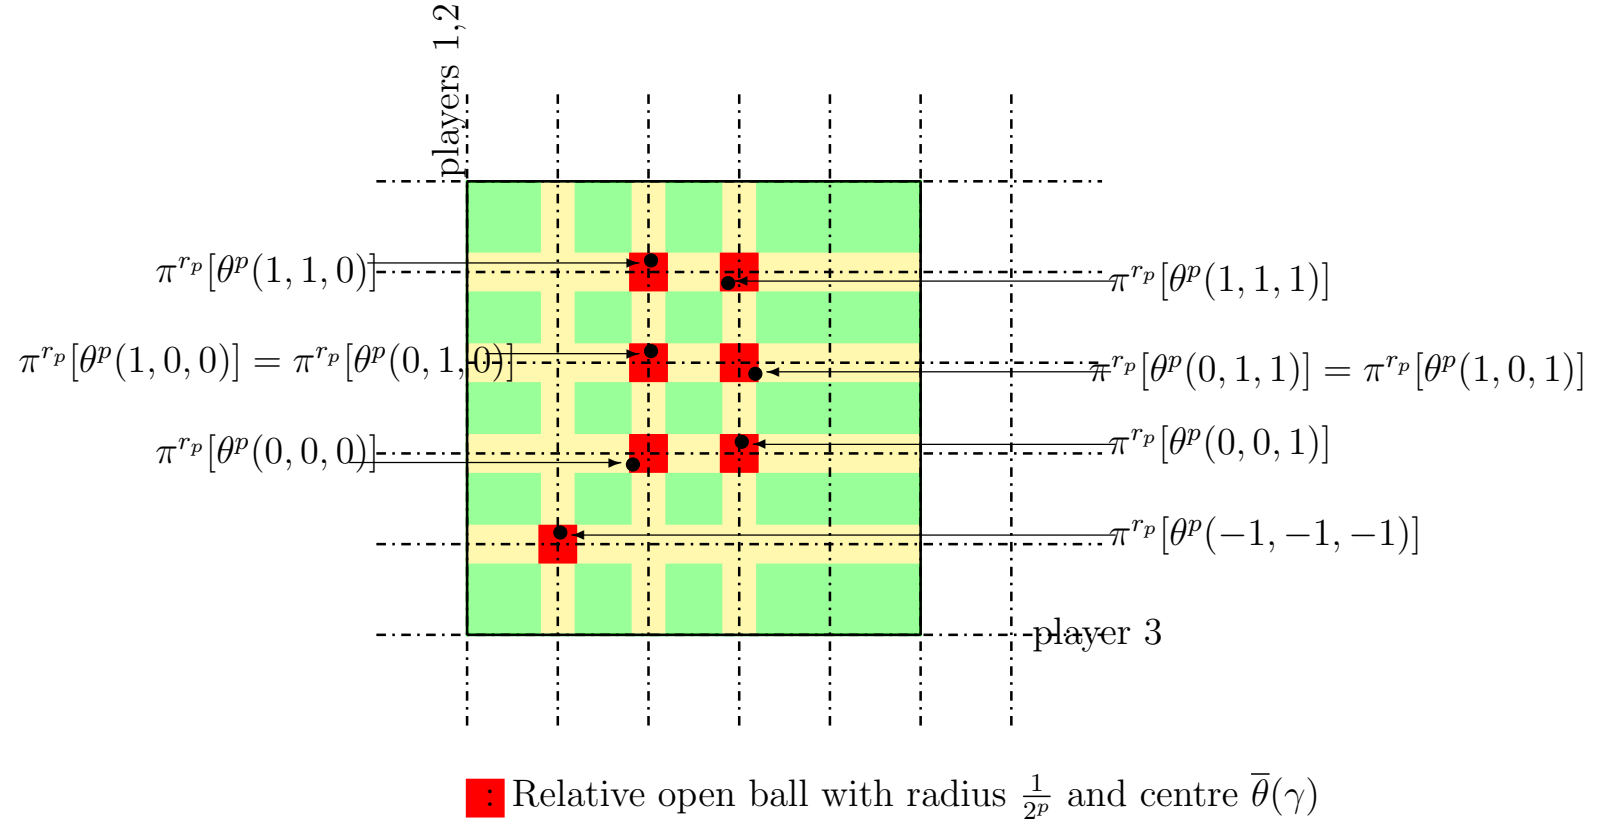 players 1,2
π^{r_p}[θ^p(1, 1, 0)]
π^{r_p}[θ^p(1, 1, 1)]
π^{r_p}[θ^p(1, 0, 0)] = π^{r_p}[θ^p(0, 1, 0)]
π^{r_p}[θ^p(0, 1, 1)] = π^{r_p}[θ^p(1, 0, 1)]
π^{r_p}[θ^p(0, 0, 0)]
π^{r_p}[θ^p(0, 0, 1)]
π^{r_p}[θ^p(−1, −1, −1)]
player 3
: Relative open ball with radius \frac{1}{2^p} and centre \overline{θ}(γ)